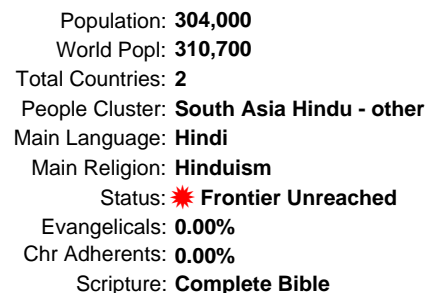 Population: 304,000
World Popl: 310,700
Total Countries: 2
People Cluster: South Asia Hindu - other
Main Language: Hindi
Main Religion: Hinduism
Status: Frontier Unreached
Evangelicals: 0.00%
Chr Adherents: 0.00%
Scripture: Complete Bible